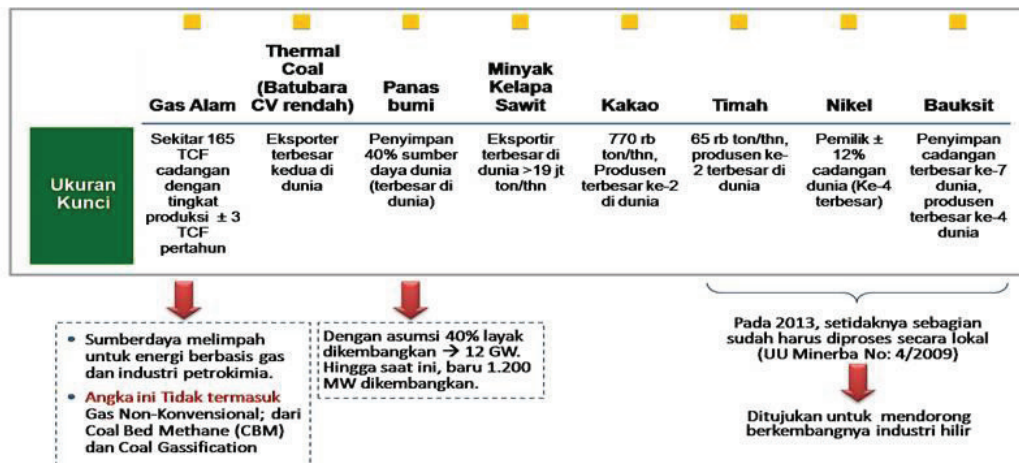 Gas Alam
Thermal
Coal
(Batubara
CV rendah)
Panas
bumi
Minyak
Kelapa
Sawit
Kakao
Timah
Nikel
Bauksit
Ukuran
Kunci
Sekitar 165
TCF
cadangan
dengan
tingkat
produksi ± 3
TCF
pertahun
Eksporter
terbesar
kedua di
dunia
Penyimpan
40% sumber
daya dunia
(terbesar di
dunia)
Eksportir
terbesar di
dunia >19 jt
ton/thn
770 rb
ton/thn,
Produsen
terbesar ke-2
di dunia
65 rb ton/thn,
produsen ke-
2 terbesar di
dunia
Pemilik ±
12%
cadangan
dunia (Ke-4
terbesar)
Penyimpan
cadangan
terbesar ke-7
dunia,
produsen
terbesar ke-4
dunia
• Sumberdaya melimpah
untuk energi berbasis gas
dan industri petrokimia.
• Angka ini Tidak termasuk
Gas Non-Konvensional; dari
Coal Bed Methane (CBM)
dan Coal Gassification
Dengan asumsi 40% layak
dikembangkan → 12 GW.
Hingga saat ini, baru 1.200
MW dikembangkan.
Pada 2013, setidaknya sebagian
sudah harus diproses secara lokal
(UU Minerba No: 4/2009)
Ditujukan untuk mendorong
berkembangnya industri hilir